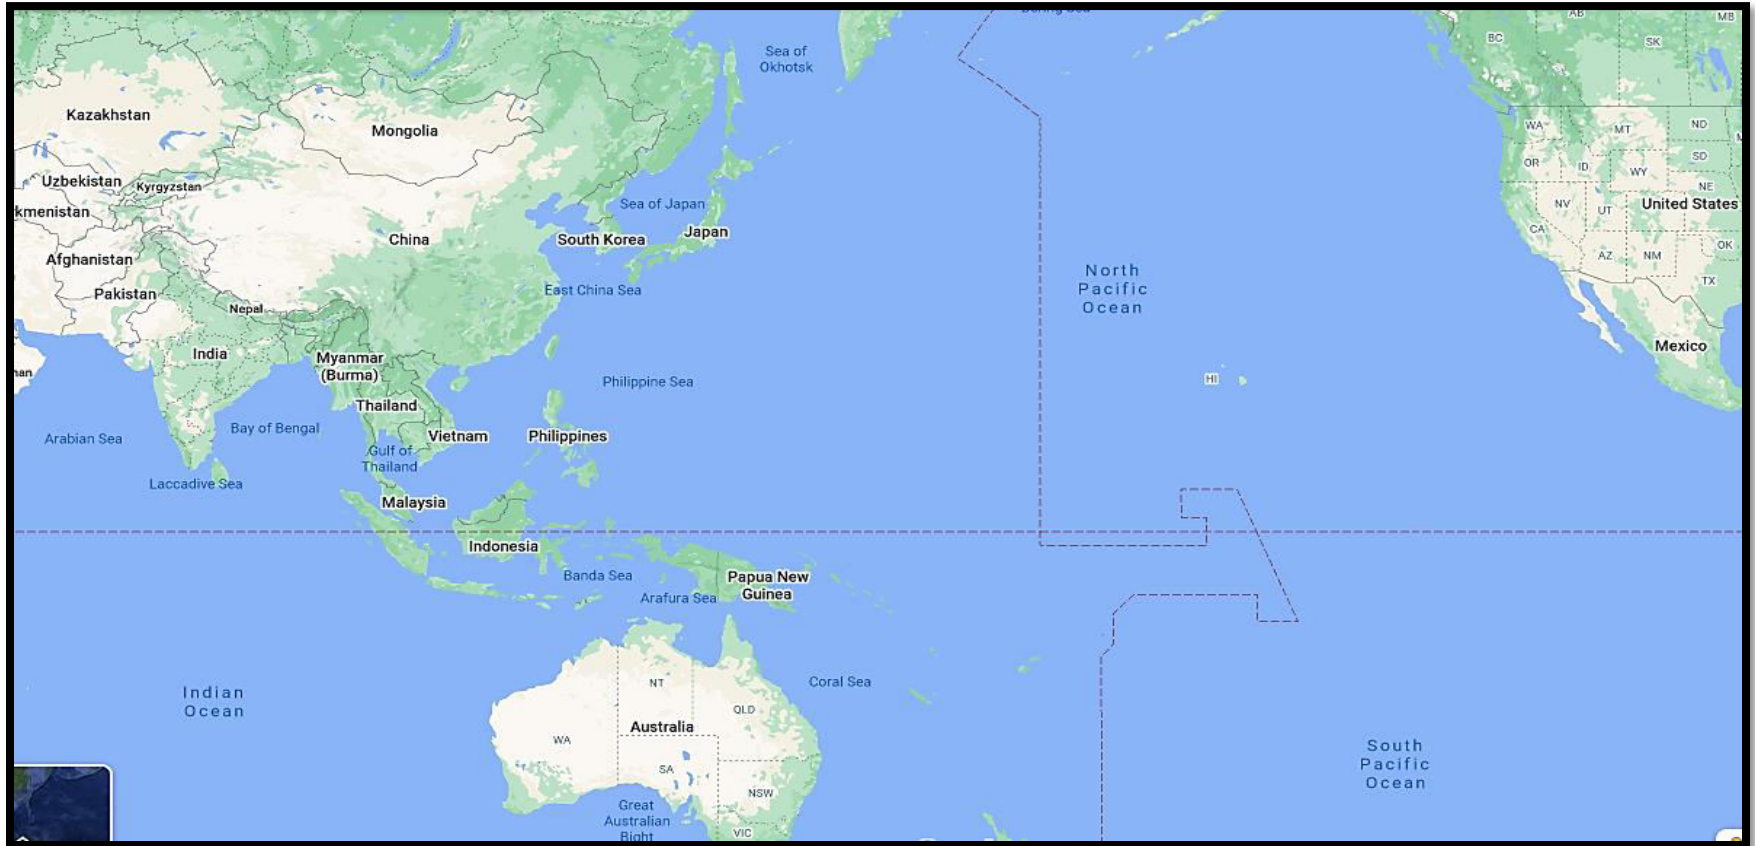 Bering Sea
AB
MB
BC
SK
Sea of
Okhotsk
Kazakhstan
Mongolia
WA
MT
ND
OR
ID
SD
WY
Uzbekistan
Kyrgyzstan
NE
kmenistan
Sea of Japan
NV
UT
United States
China
South Korea
Japan
CA
OK
Afghanistan
AZ
NM
Pakistan
East China Sea
North
Pacific
Ocean
TX
Nepal
India
Myanmar
(Burma)
Mexico
nan
Philippine Sea
HI
Thailand
Arabian Sea
Bay of Bengal
Vietnam
Philippines
Gulf of
Thailand
Laccadive Sea
Malaysia
Indonesia
Banda Sea
Papua New
Guinea
Arafura Sea
Indian
Ocean
NT
Coral Sea
QLD
Australia
WA
South
Pacific
Ocean
SA
NSW
Great
Australian
Bight
VIC